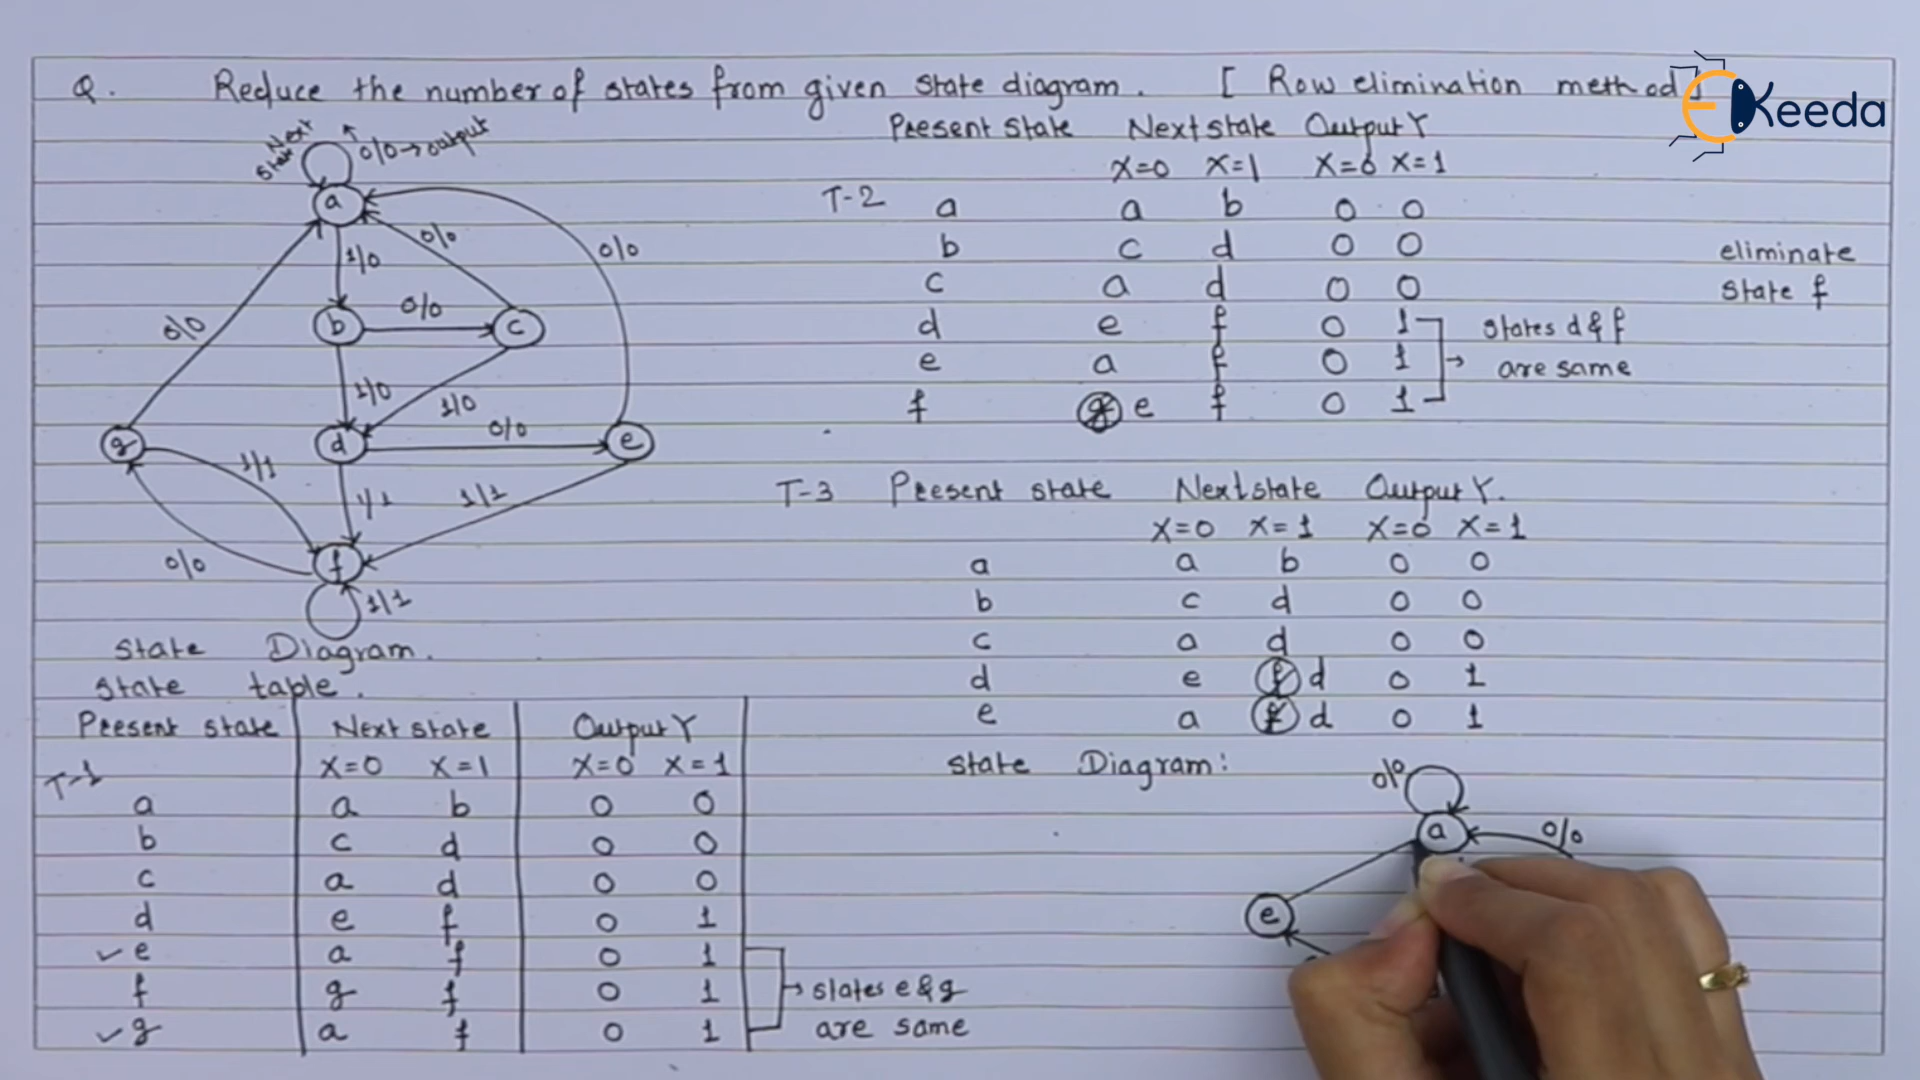 Q. Reduce the number of states from given state diagram. [ Row elimination method ]
EKeeda
Next state
0/0 → output
a
0/0
1/0
0/0
b
0/0
c
0/0
1/0
1/0
g
d
0/0
e
1/1
1/1
1/1
0/0
f
1/1
State Diagram.
State table.
Present state Next state Output Y
T-1 X=0 X=1 X=0 X=1
a a b 0 0
b c d 0 0
c a d 0 0
d e f 0 1
✓ e a f 0 1
f g f 0 1
✓ g a f 0 1
states e & g
are same
Present State Next state Output Y
X=0 X=1 X=0 X=1
T-2 a a b 0 0
b c d 0 0
c a d 0 0
d e f 0 1
e a f 0 1
f g e f 0 1
states d & f
are same
eliminate
state f
T-3 Present state Next state Output Y.
X=0 X=1 X=0 X=1
a a b 0 0
b c d 0 0
c a d 0 0
d e f d 0 1
e a f d 0 1
State Diagram:
0/0
a
0/0
e